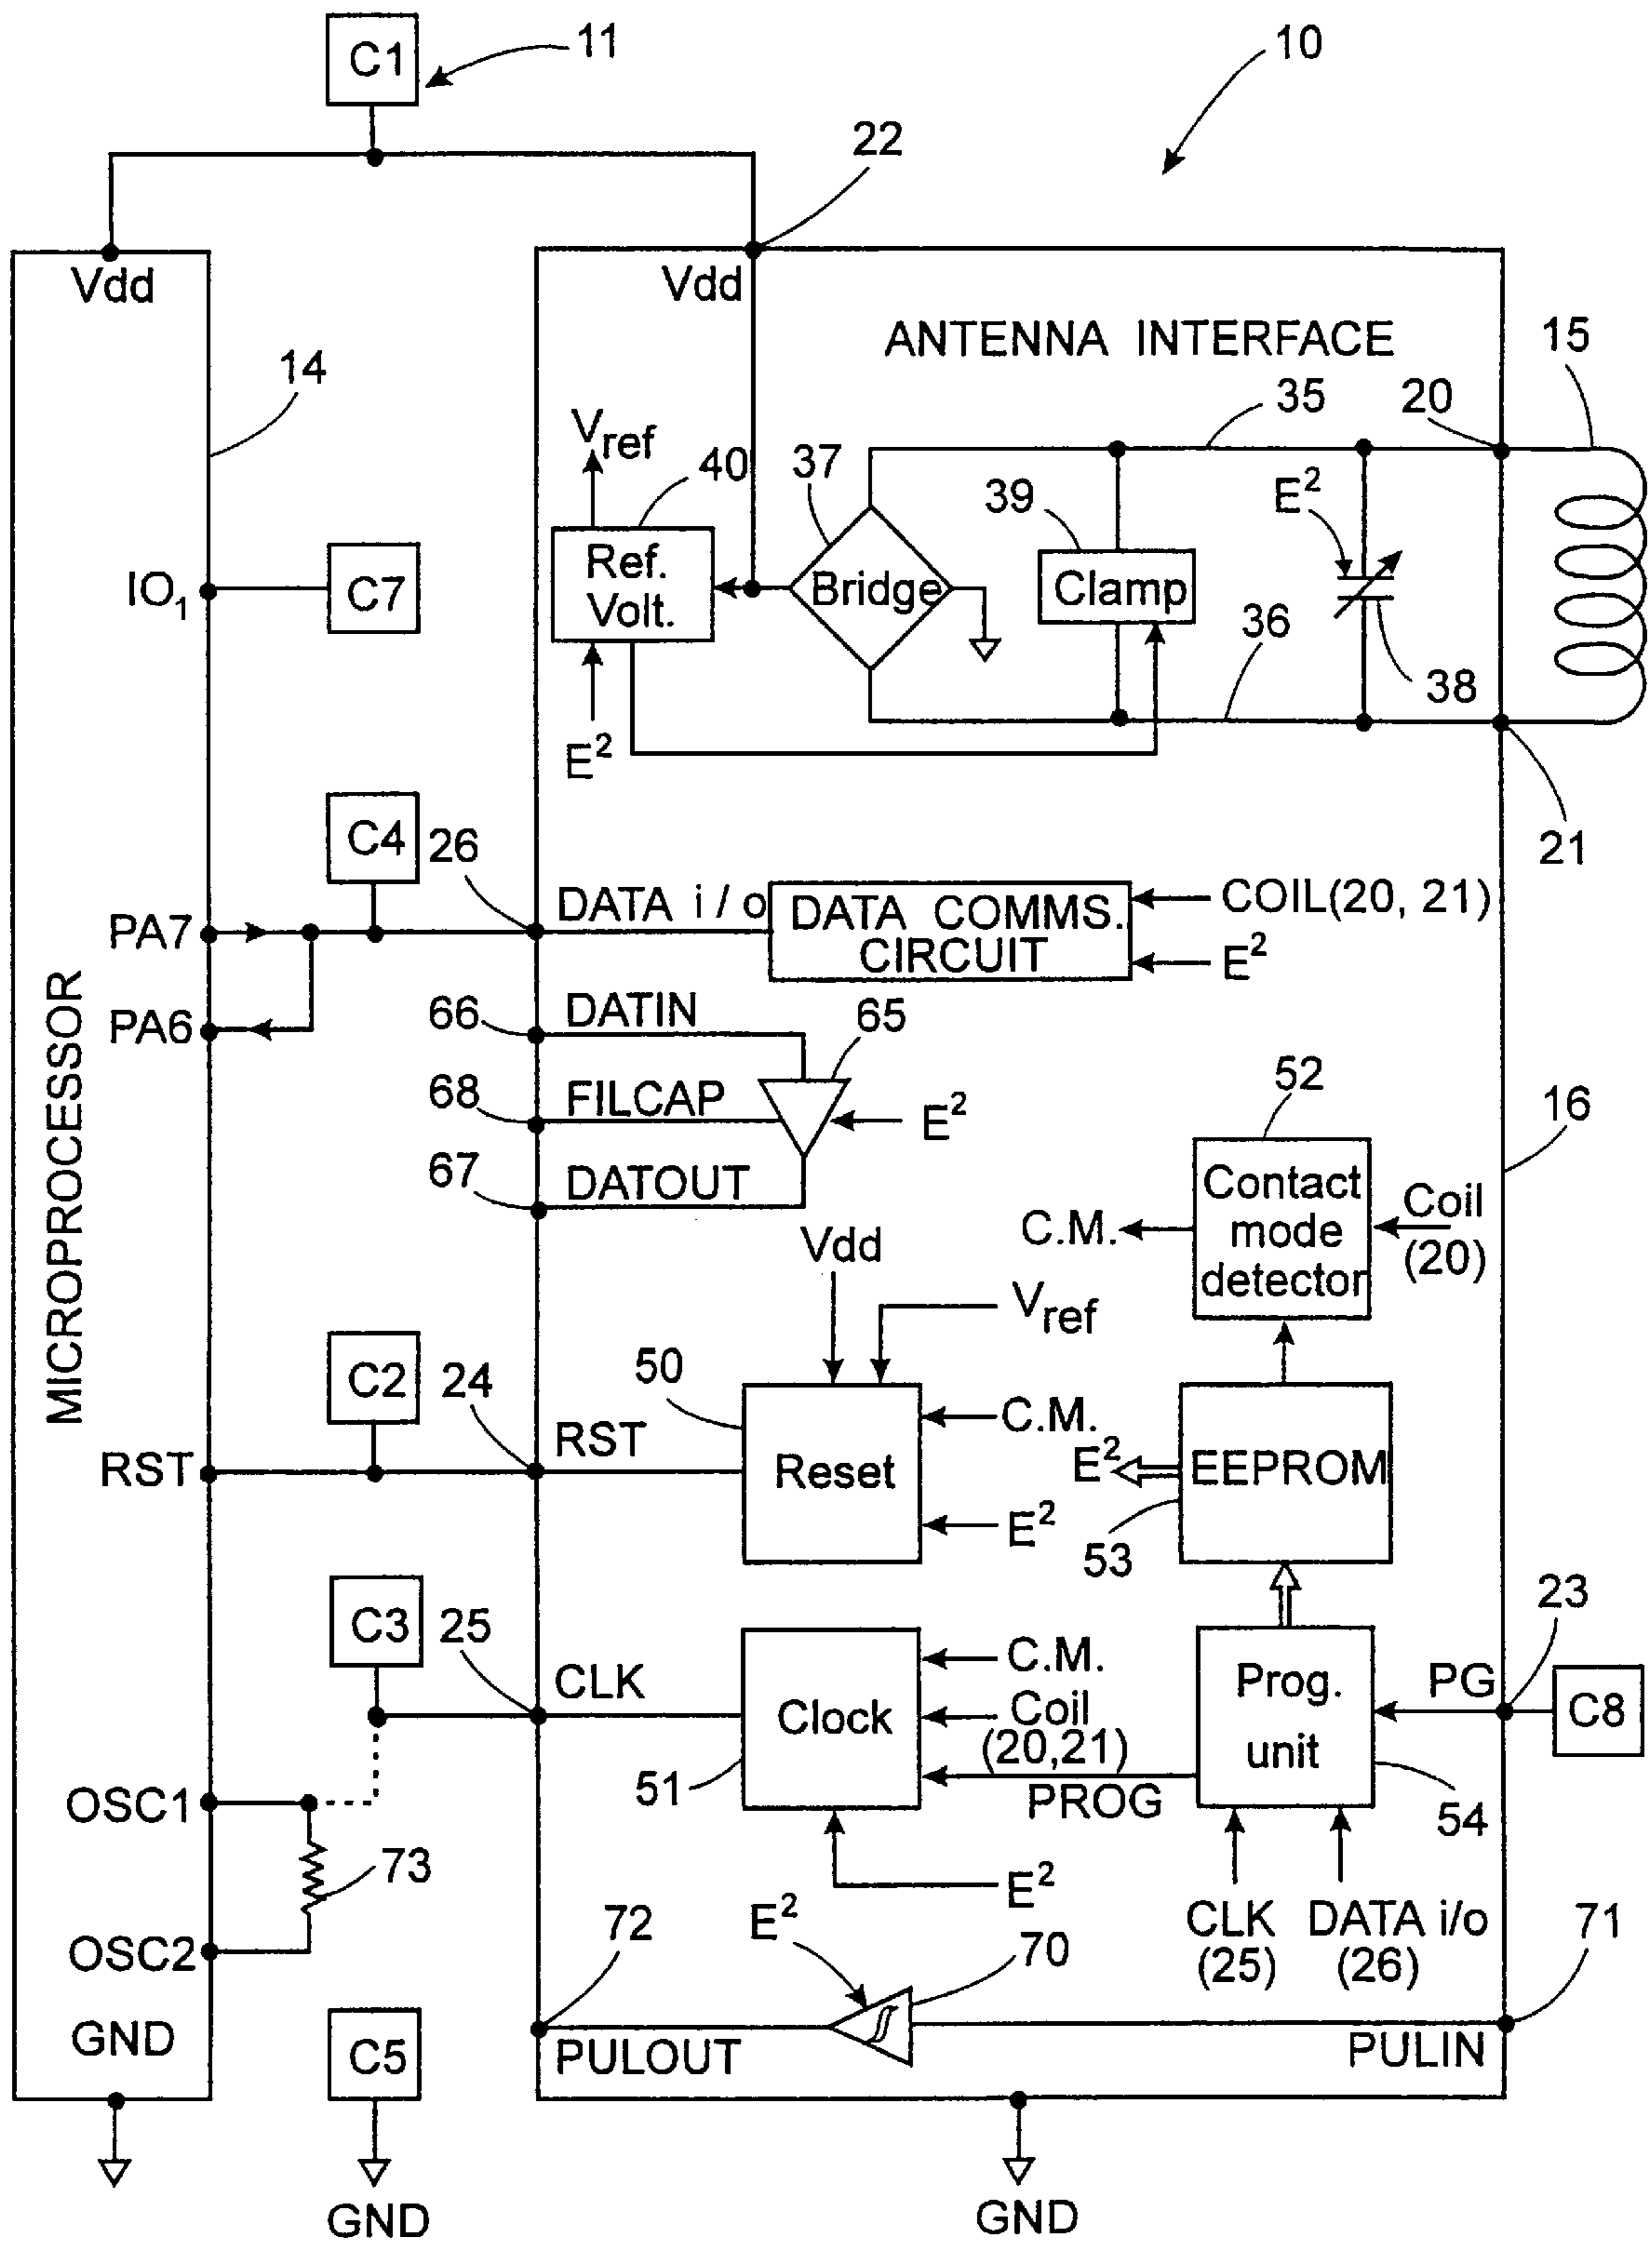 C1
11
10
22
Vdd
Vdd
ANTENNA INTERFACE
15
14
35
20
Vref
40
37
39
E²
Ref.
Volt.
Bridge
Clamp
IO₁
C7
36
38
E²
21
C4
26
DATA i / o
DATA COMMS.
CIRCUIT
COIL(20, 21)
E²
PA7
PA6
66
DATIN
65
68
FILCAP
E²
67
DATOUT
52
16
Contact
mode
detector
C.M.
Coil
(20)
MICROPROCESSOR
Vdd
Vref
C2
24
50
RST
RST
Reset
C.M.
E²
E²
EEPROM
53
C3
25
CLK
Clock
51
C.M.
Coil
(20,21)
PROG
E²
Prog.
unit
PG
23
C8
54
CLK
(25)
DATA i/o
(26)
OSC1
73
OSC2
72
E²
70
71
PULOUT
PULIN
GND
C5
GND
GND